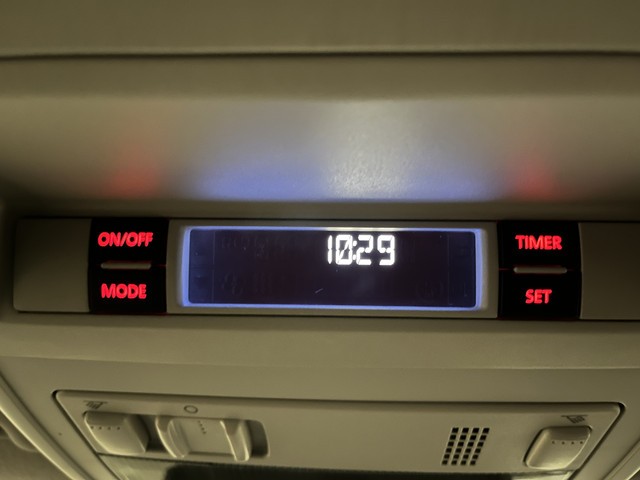 ON/OFF
10:29
TIMER
MODE
SET